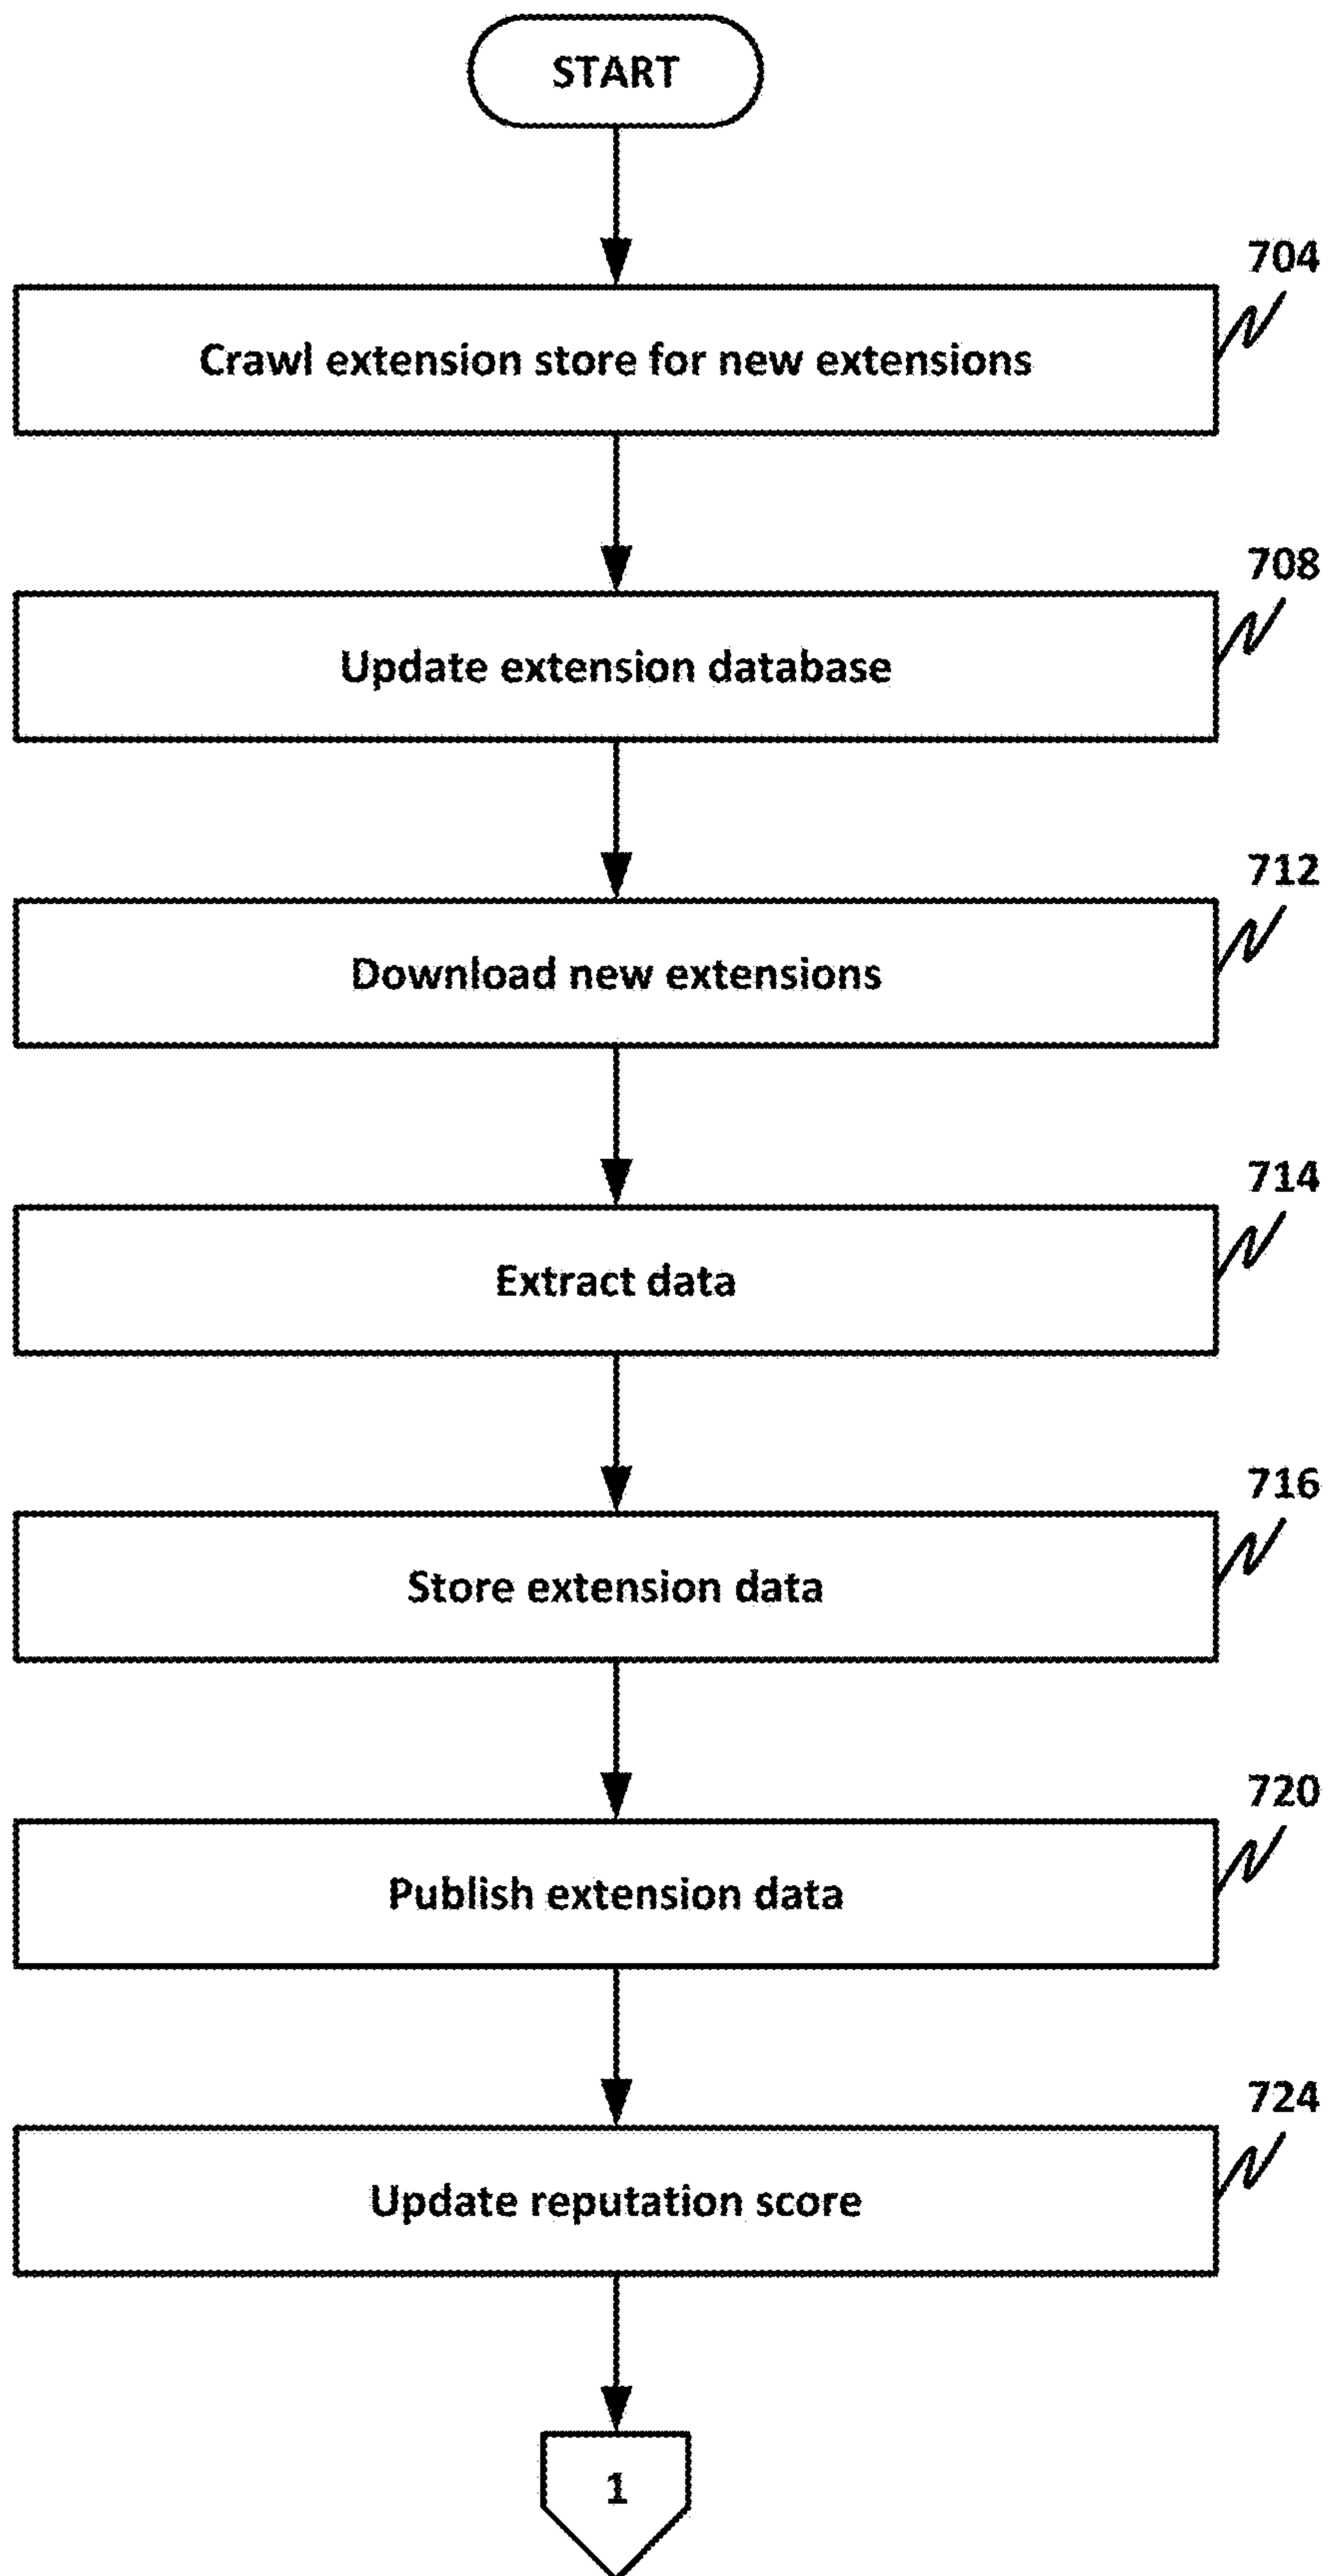 START
704
Crawl extension store for new extensions
708
Update extension database
712
Download new extensions
714
Extract data
716
Store extension data
720
Publish extension data
724
Update reputation score
1